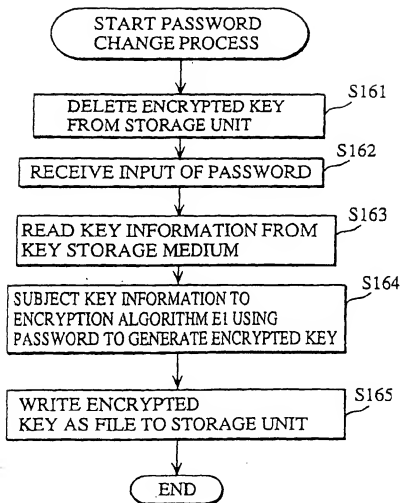 START PASSWORD
CHANGE PROCESS
S161
DELETE ENCRYPTED KEY
FROM STORAGE UNIT
S162
RECEIVE INPUT OF PASSWORD
S163
READ KEY INFORMATION FROM
KEY STORAGE MEDIUM
S164
SUBJECT KEY INFORMATION TO
ENCRYPTION ALGORITHM E1 USING
PASSWORD TO GENERATE ENCRYPTED KEY
S165
WRITE ENCRYPTED
KEY AS FILE TO STORAGE UNIT
END